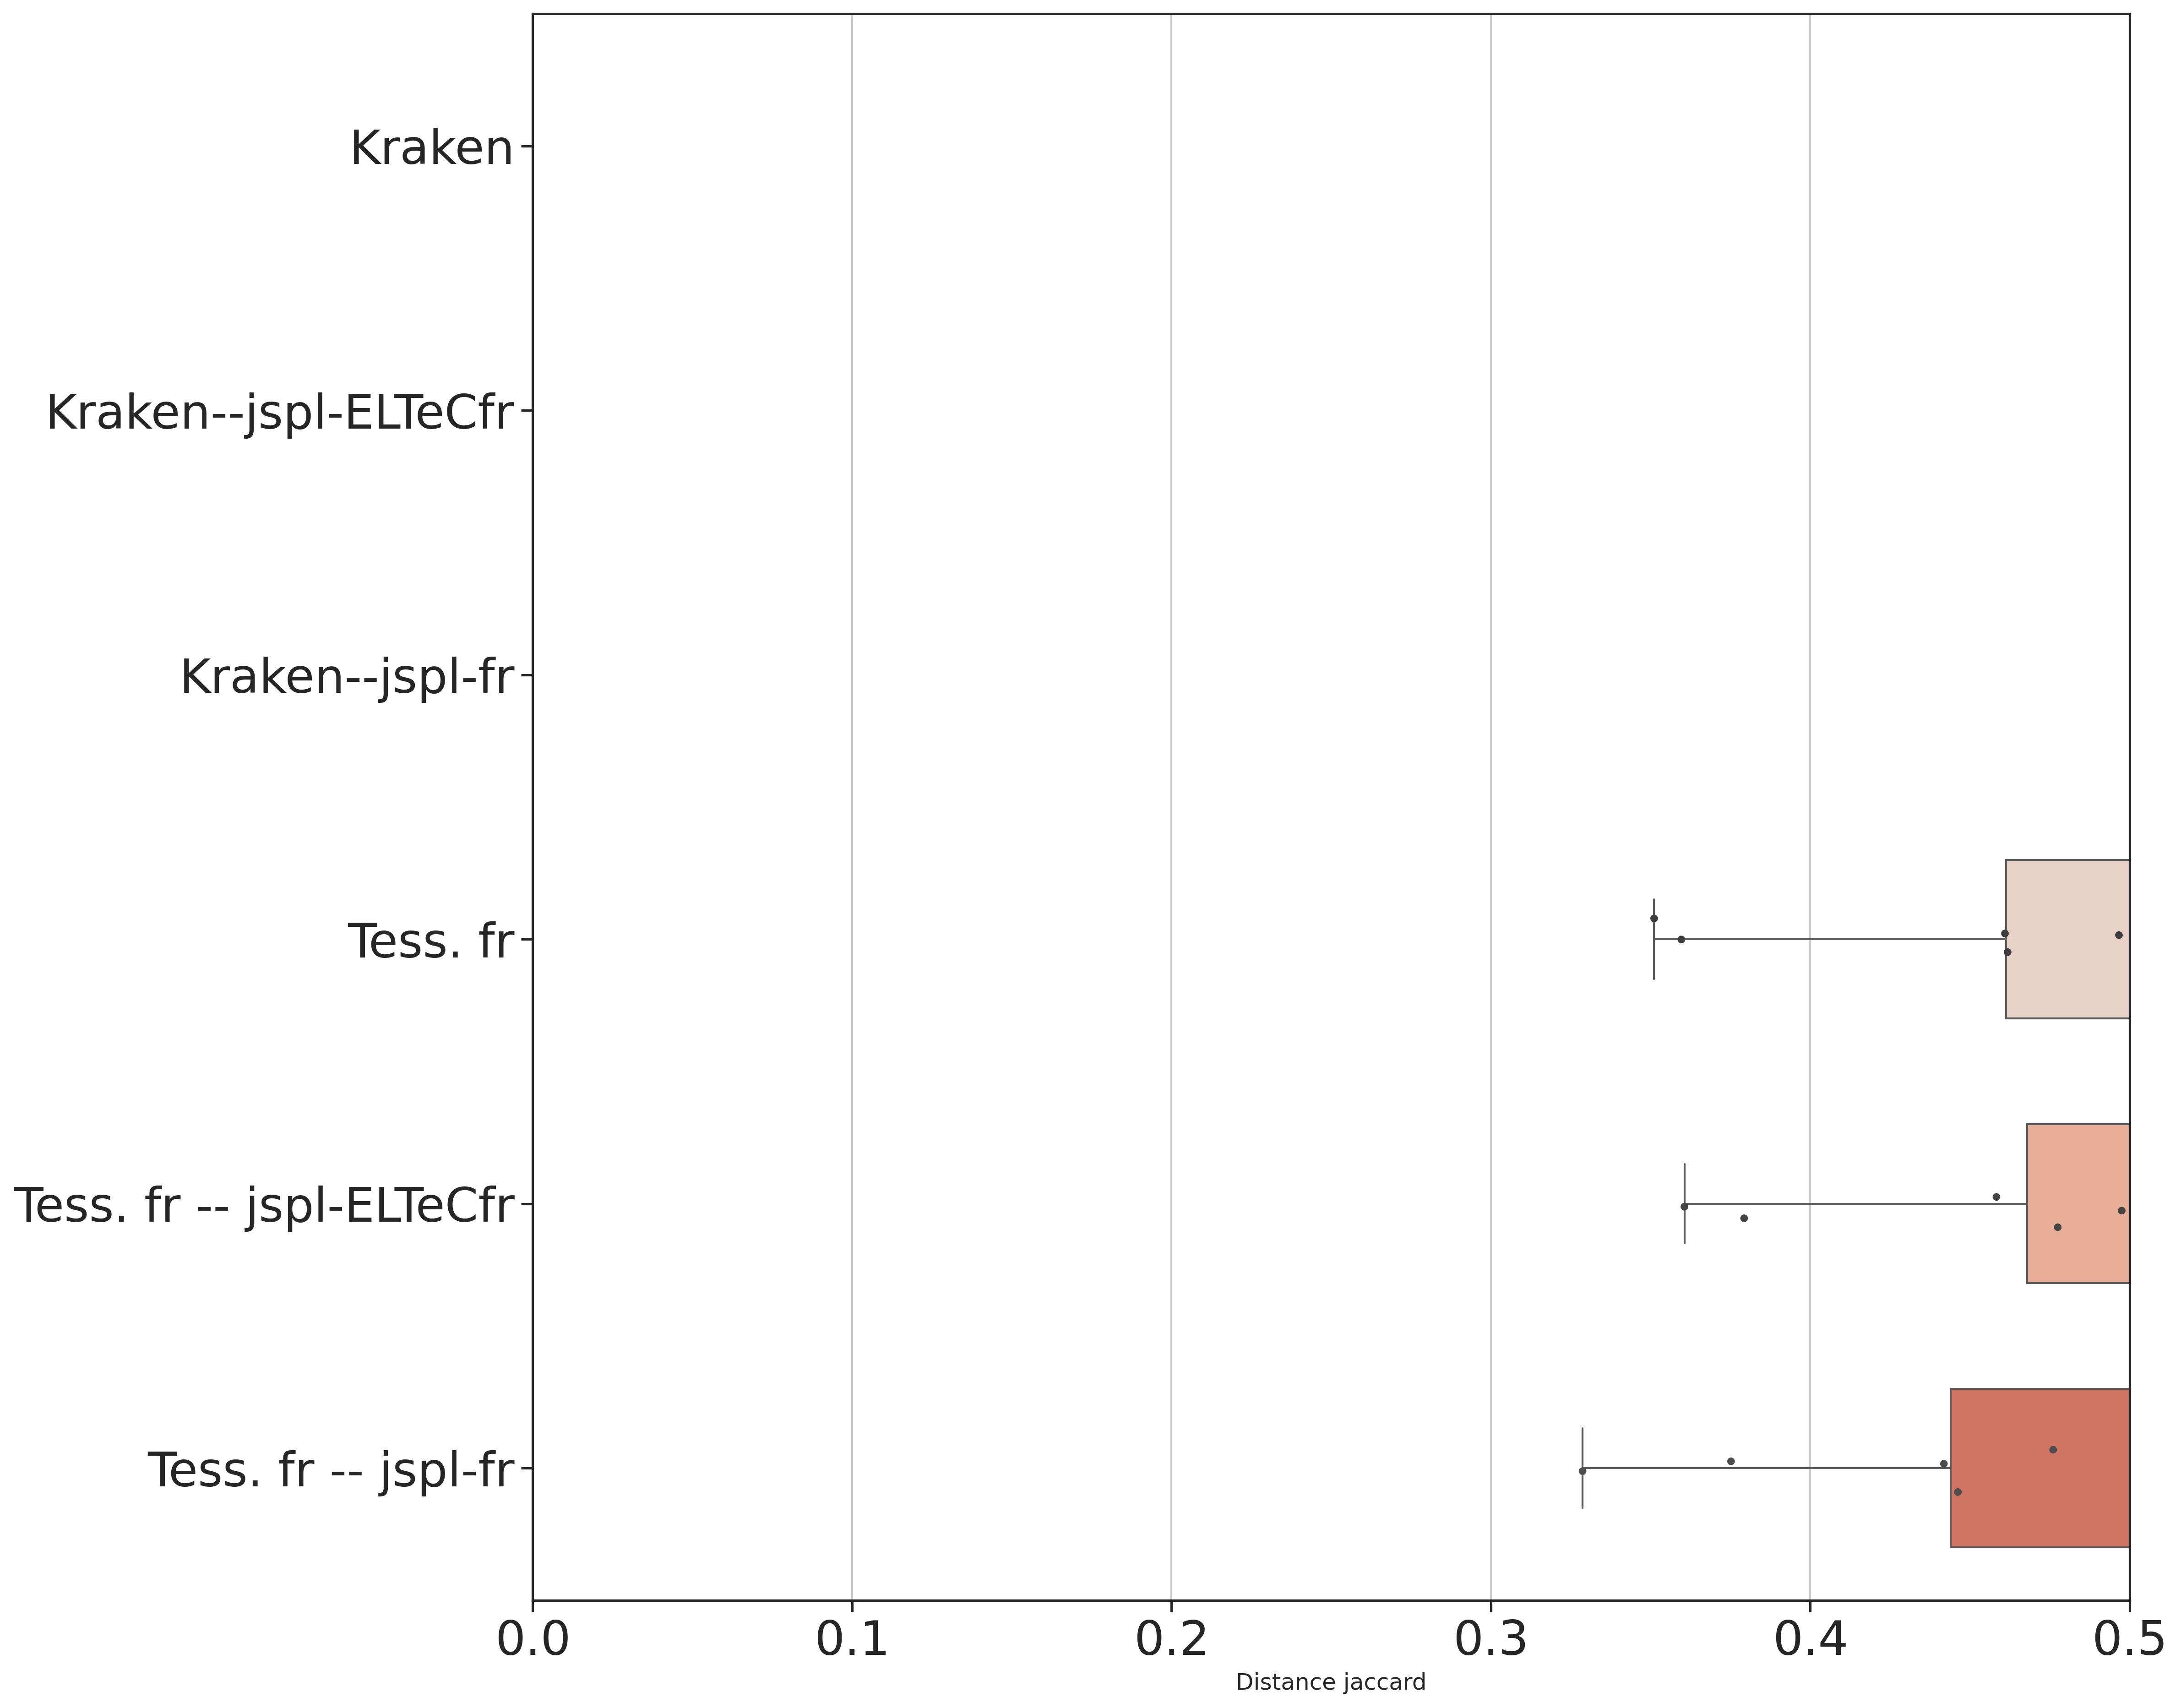 Kraken
Kraken--jspl-ELTeCfr
Kraken--jspl-fr
Tess. fr
Tess. fr -- jspl-ELTeCfr
Tess. fr -- jspl-fr
0.0 0.1 0.2 0.3 0.4 0.5
Distance jaccard